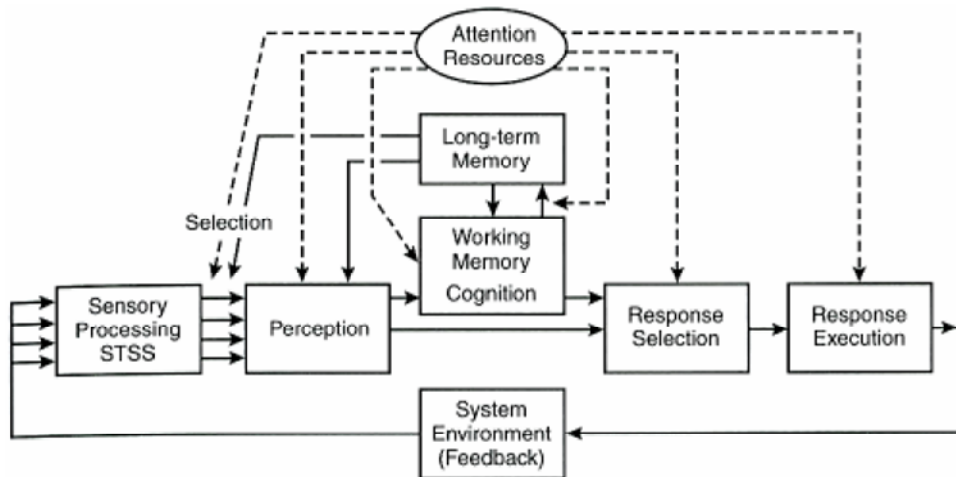 Attention
Resources
Long-term
Memory
Selection
Working
Memory
Cognition
Sensory
Processing
STSS
Perception
Response
Selection
Response
Execution
System
Environment
(Feedback)